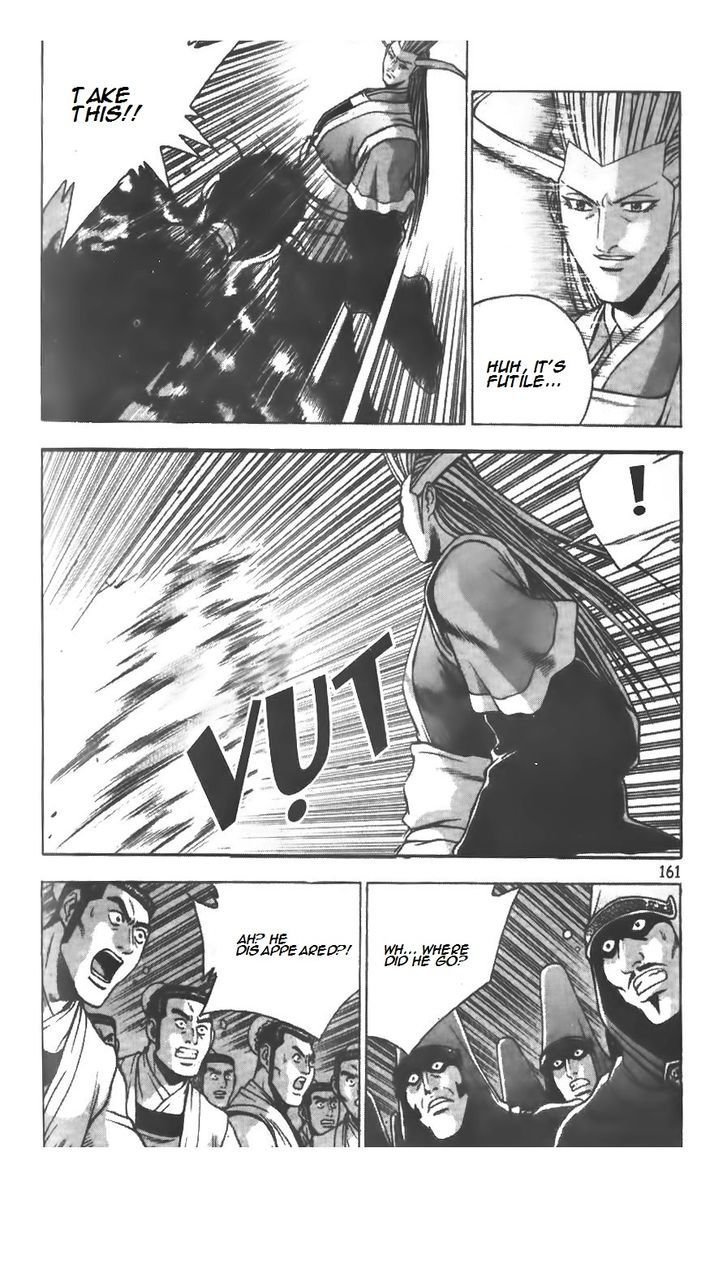 TAKE
THIS!!
HUH, IT'S
FUTILE...
!
VỤT
161
AH? HE
DISAPPEARED?!
WH... WHERE
DID HE GO?